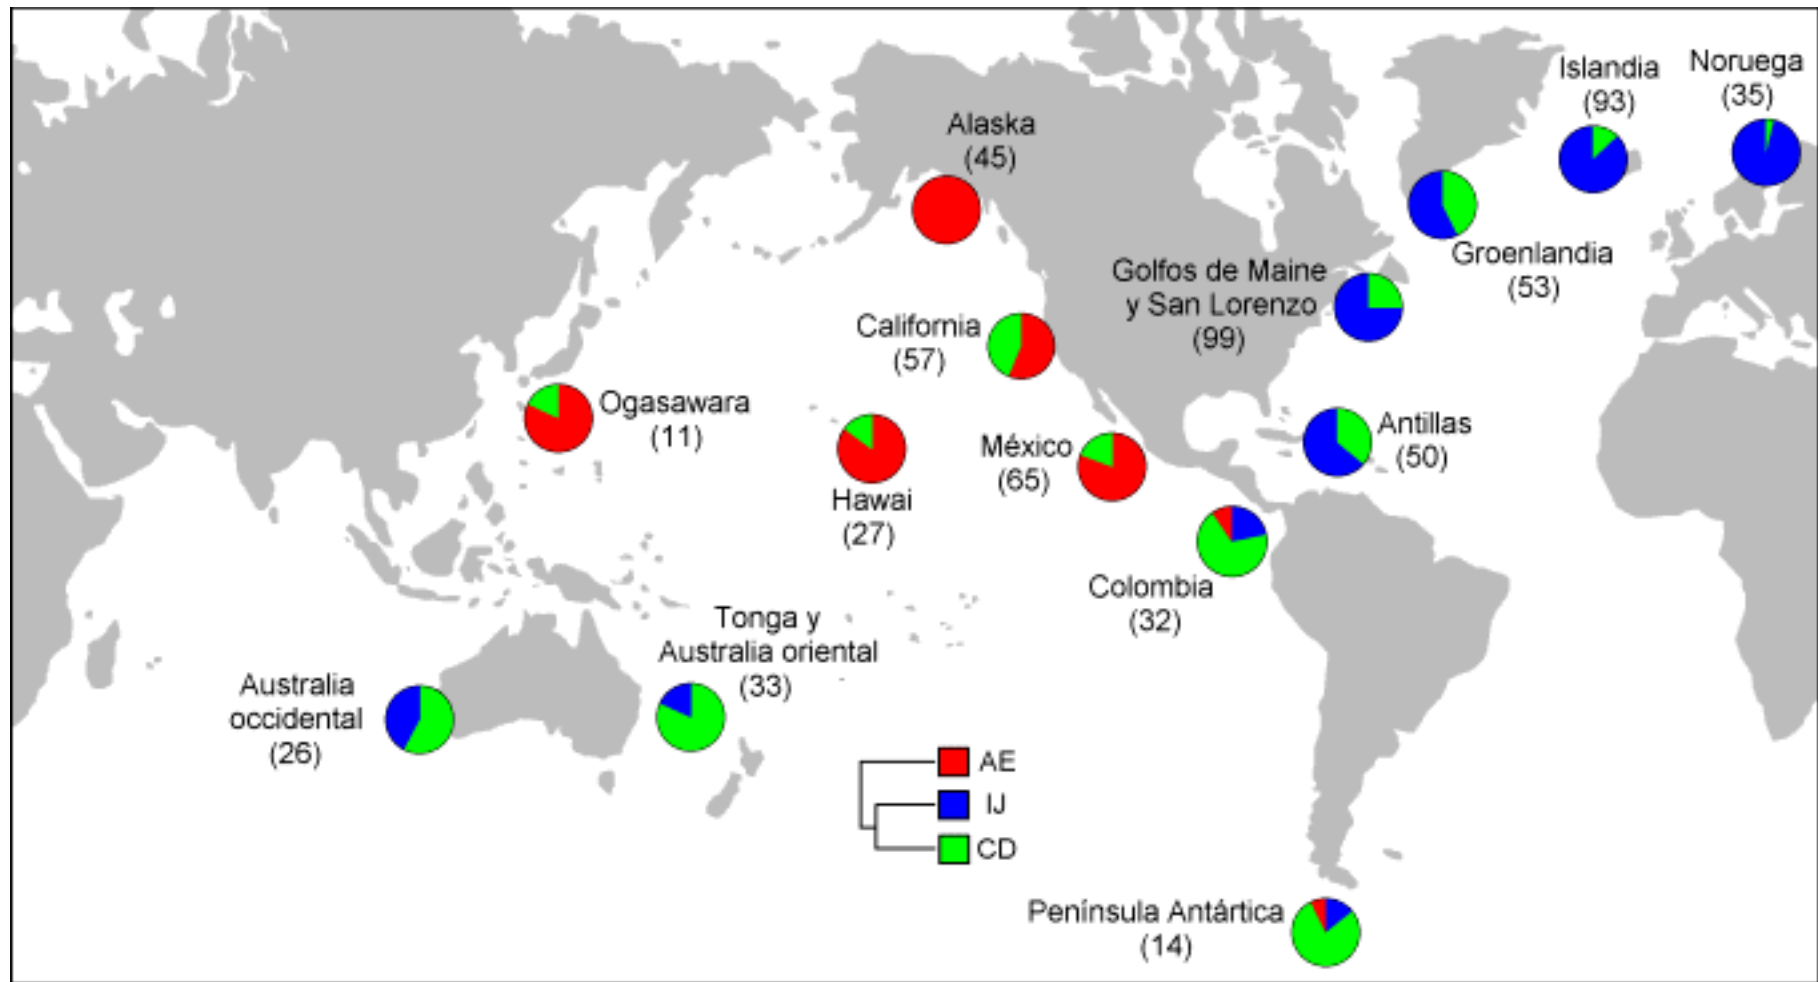 Islandia
(93)
Noruega
(35)
Alaska
(45)
Groenlandia
(53)
Golfos de Maine
y San Lorenzo
(99)
California
(57)
Ogasawara
(11)
Hawai
(27)
México
(65)
Antillas
(50)
Colombia
(32)
Tonga y
Australia oriental
(33)
Australia
occidental
(26)
AE
IJ
CD
Península Antártica
(14)